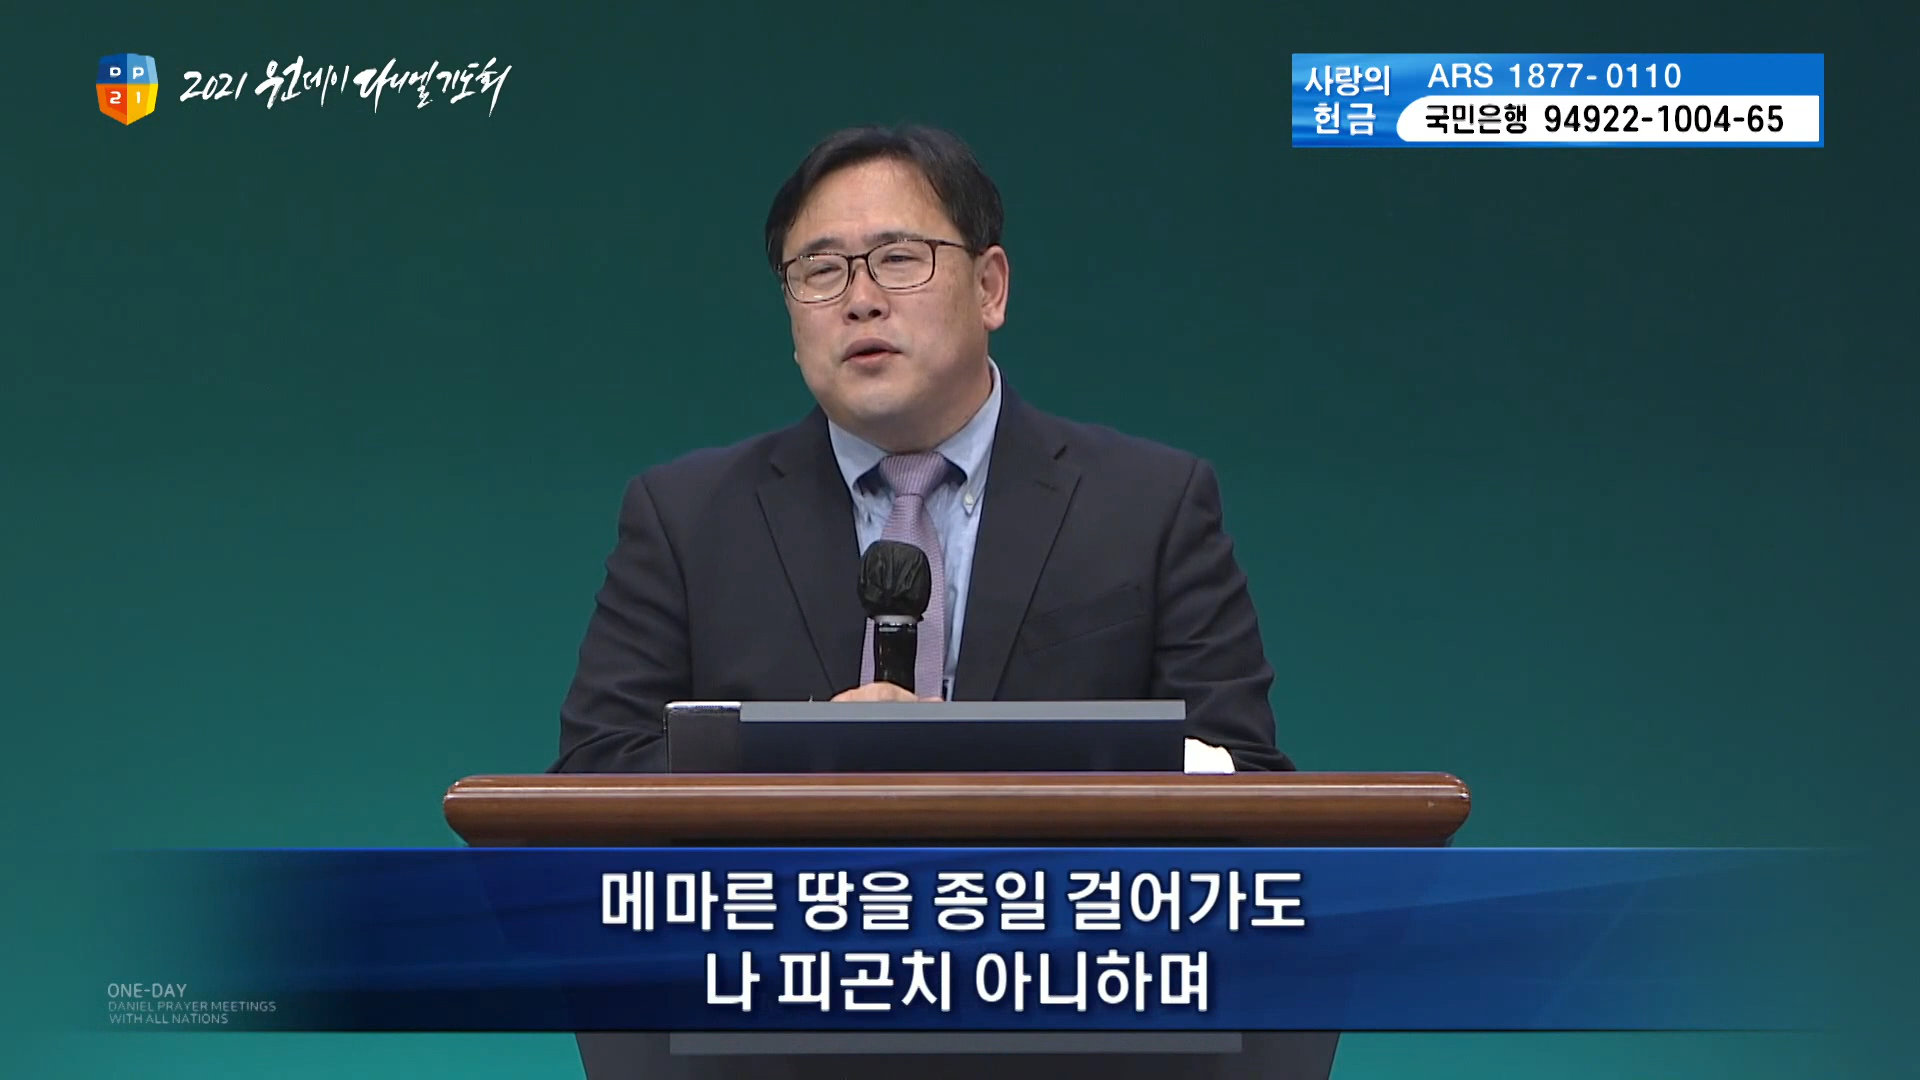 DP
21
2021 원데이 다니엘기도회
사랑의
헌금
ARS 1877-0110
국민은행 94922-1004-65
메마른 땅을 종일 걸어가도
나 피곤치 아니하며
ONE-DAY
DANIEL PRAYER MEETINGS
WITH ALL NATIONS